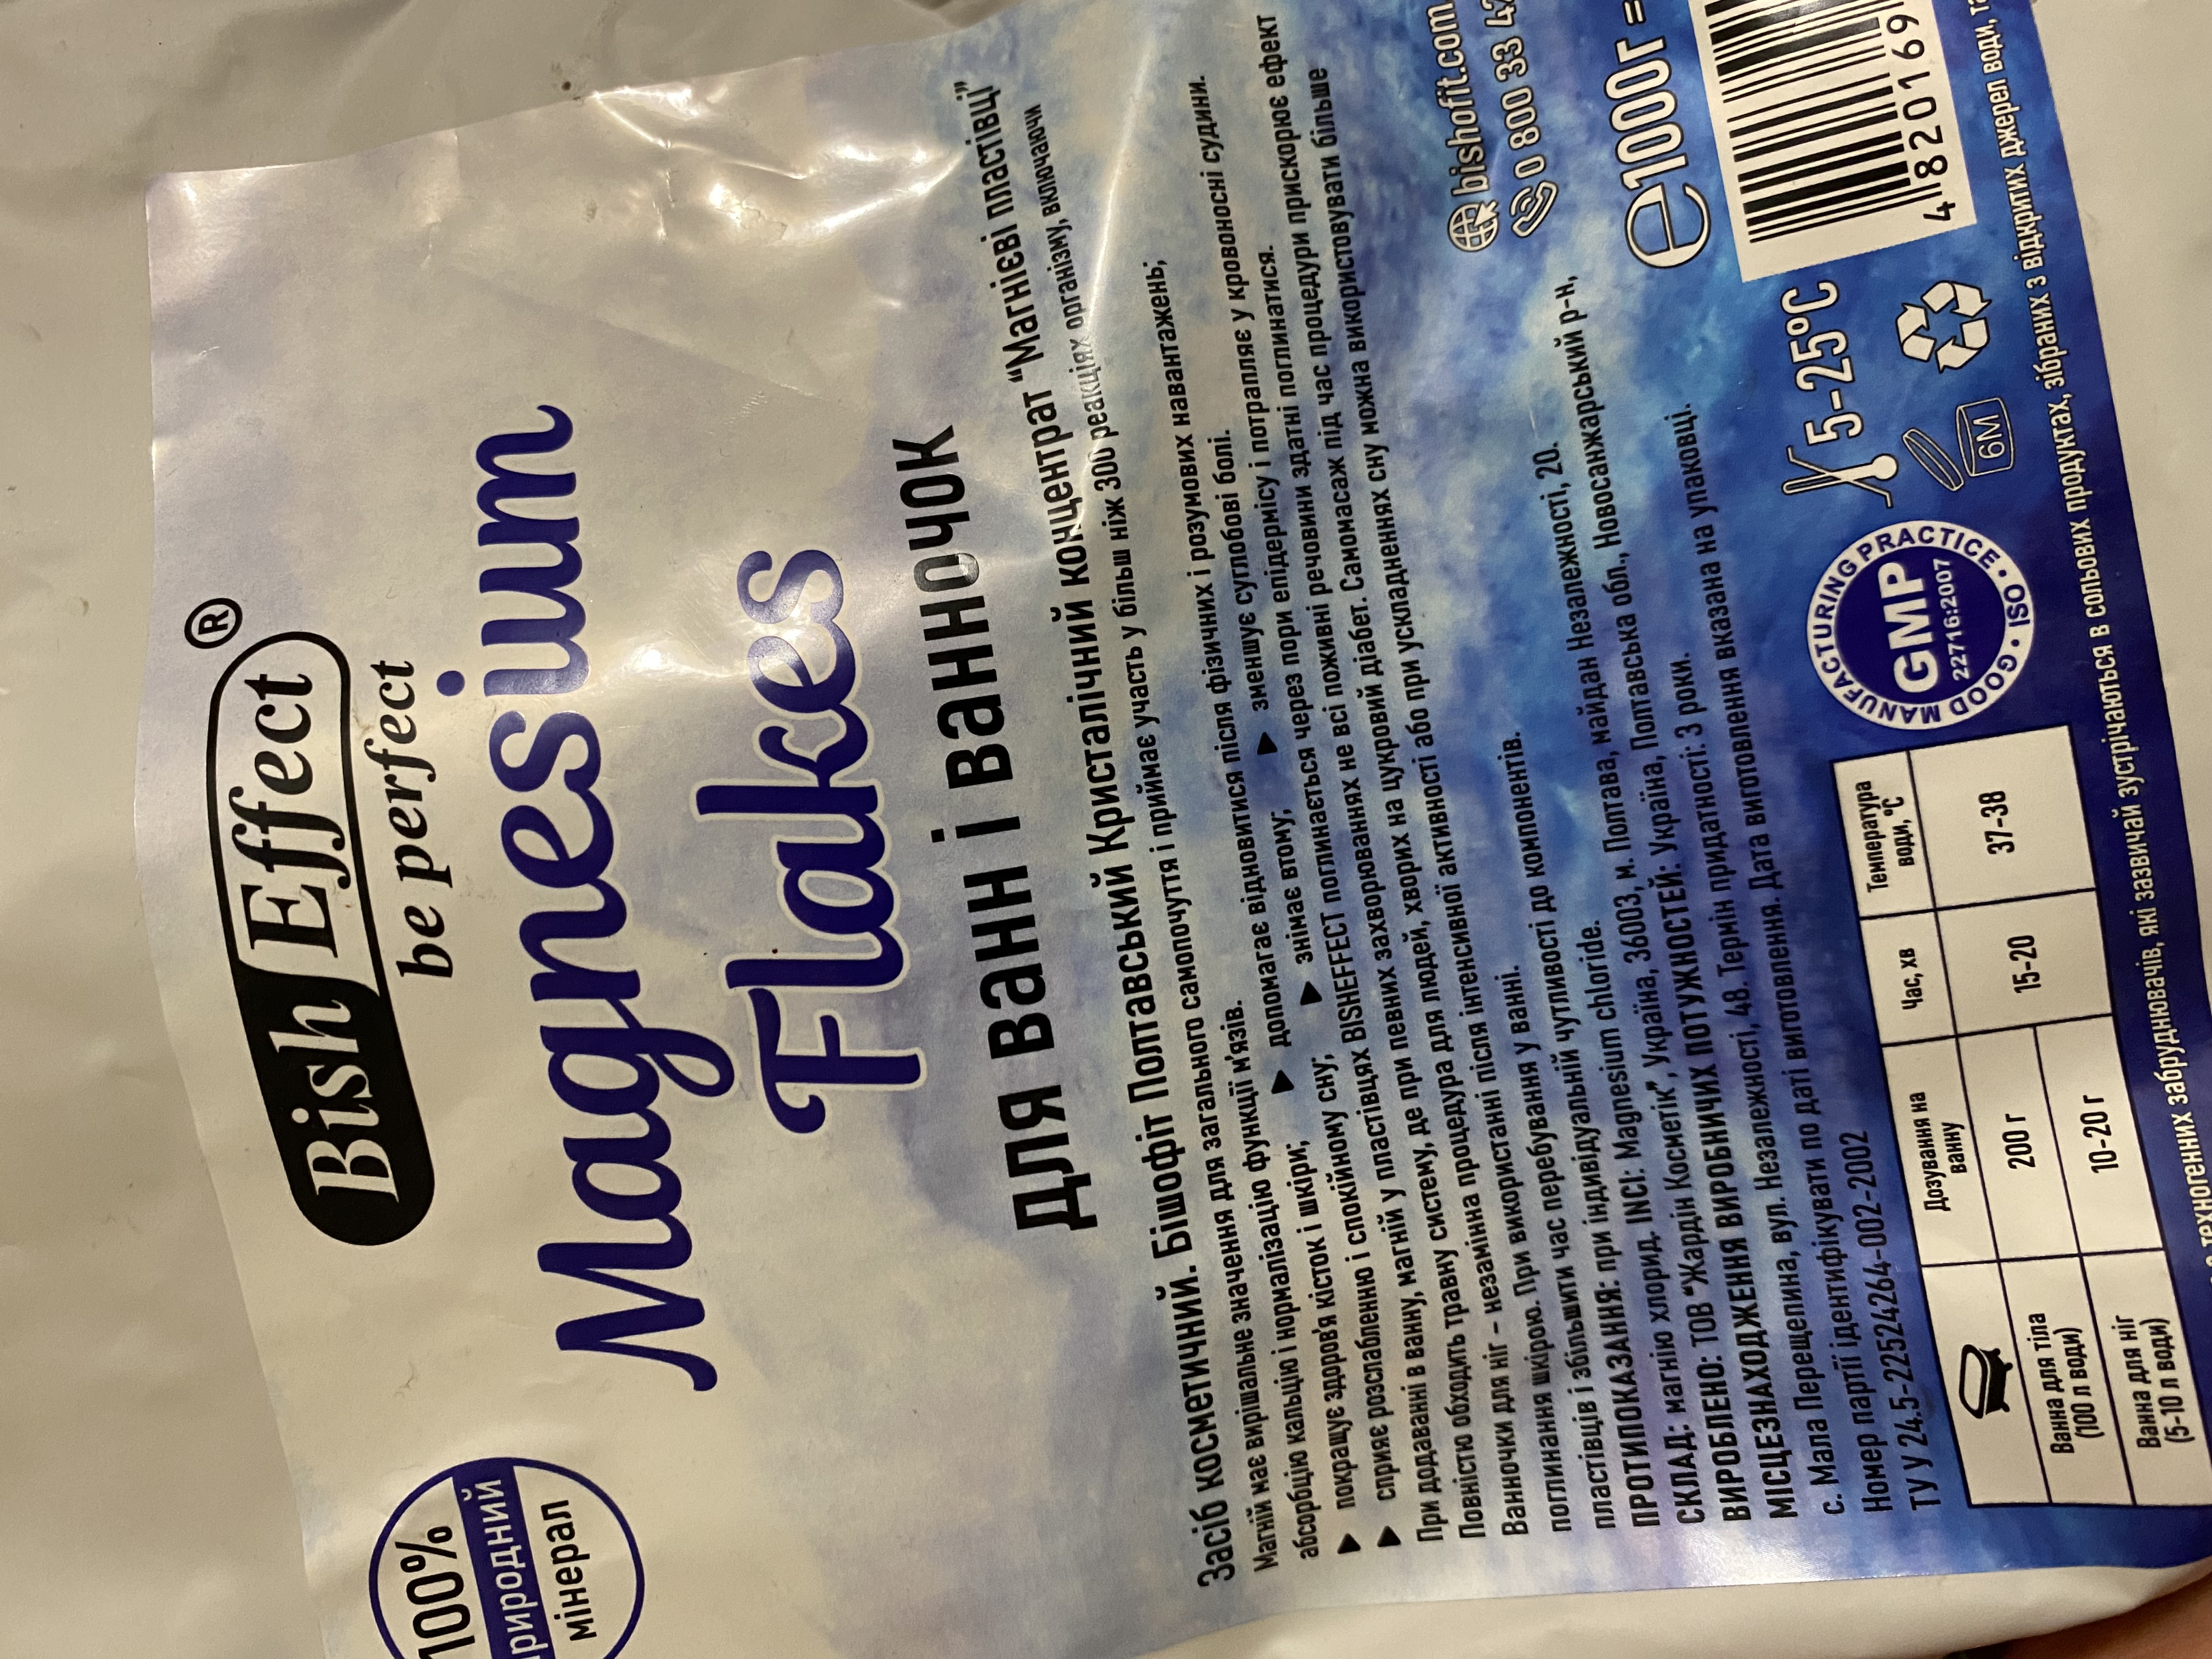 100%
природний
мінерал
Bish Effect®
be perfect
Magnesium
Flakes
для ванн і ванночок
Засіб косметичний. Бішофіт Полтавський Кристалічний концентрат “Магнієві пластівці”
Магній має вирішальне значення для загального самопочуття і приймає участь у більш ніж 300 реакціях організму, включаючи
абсорбцію кальцію і нормалізацію функції м'язів.
▶ покращує здоров'я кісток і шкіри; ▶ допомагає відновитися після фізичних і розумових навантажень;
▶ сприяє розслабленню і спокійному сну; ▶ знімає втому; ▶ зменшує суглобові болі.
При додаванні в ванну, магній у пластівцях BISHEFFECT поглинається через пори епідермісу і потрапляє у кровоносні судини.
Повністю обходить травну систему, де при певних захворюваннях не всі поживні речовини здатні поглинатися.
Ванночки для ніг – незамінна процедура для людей, хворих на цукровий діабет. Самомасаж під час процедури прискорює ефект
поглинання шкірою. При використанні після інтенсивної активності або при ускладненнях сну можна використовувати більше
пластівців і збільшити час перебування у ванні.
ПРОТИПОКАЗАННЯ: при індивідуальній чутливості до компонентів.
СКЛАД: магнію хлорид. INCI: Magnesium chloride.
ВИРОБЛЕНО: ТОВ “Жардін Косметік”, Україна, 36003, м. Полтава, майдан Незалежності, 20.
МІСЦЕЗНАХОДЖЕННЯ ВИРОБНИЧИХ ПОТУЖНОСТЕЙ: Україна, Полтавська обл., Новосанжарський р-н,
с. Мала Перещепина, вул. Незалежності, 48. Термін придатності: 3 роки.
Номер партії ідентифікувати по даті виготовлення. Дата виготовлення вказана на упаковці.
ТУ У 24.5-22524264-002-2002
bishofit.com
0 800 33 42
℮1000г =
Дозування на ванну
Час, хв
Температура води, °С
Ванна для тіла (100 л води)
200 г
15-20
37-38
Ванна для ніг (5-10 л води)
10-20 г
GOOD MANUFACTURING PRACTICE • ISO •
GMP
22716:2007
5-25°C
6M
4 820169
техногенних забруднювачів, які зазвичай зустрічаються в сольових продуктах, зібраних з відкритих джерел води,